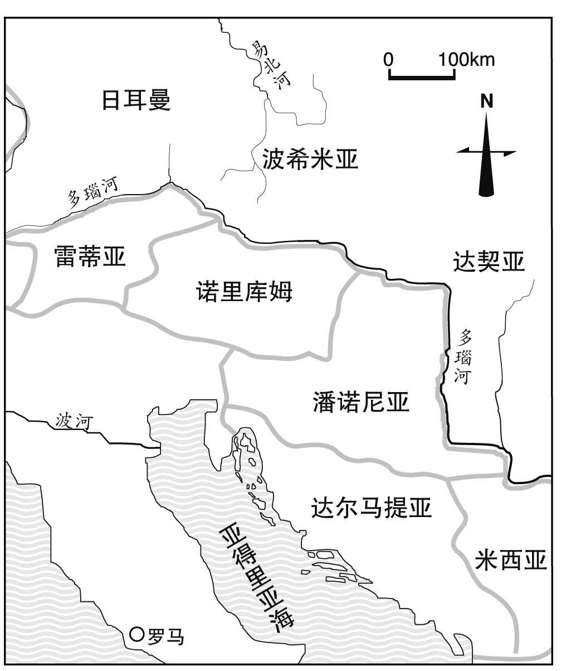 易北河
0 100km
日耳曼
N
波希米亚
多瑙河
雷蒂亚
达契亚
诺里库姆
多瑙河
潘诺尼亚
波河
达尔马提亚
亚得里亚海
米西亚
罗马